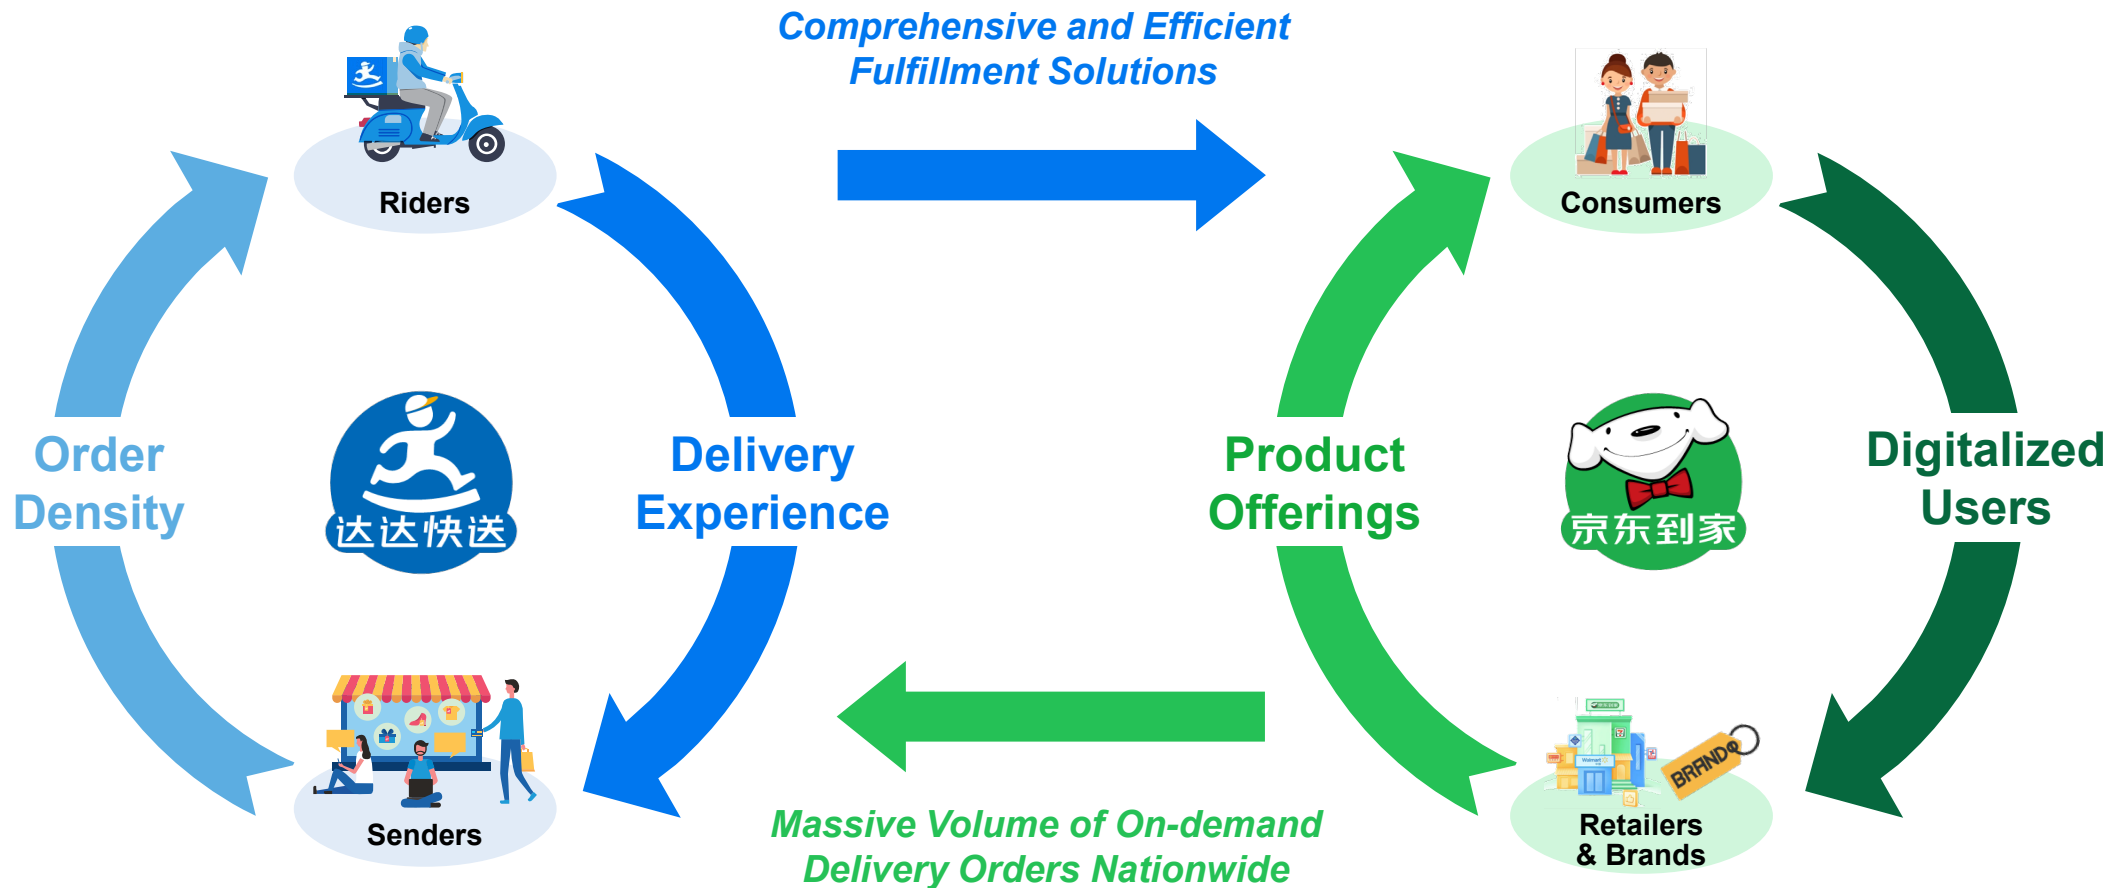 Comprehensive and Efficient
Fulfillment Solutions
Riders
Consumers
Order
Density
达达快送
Delivery
Experience
Product
Offerings
京东到家
Digitalized
Users
Senders
Walmart
BRAND
Retailers
& Brands
Massive Volume of On-demand
Delivery Orders Nationwide